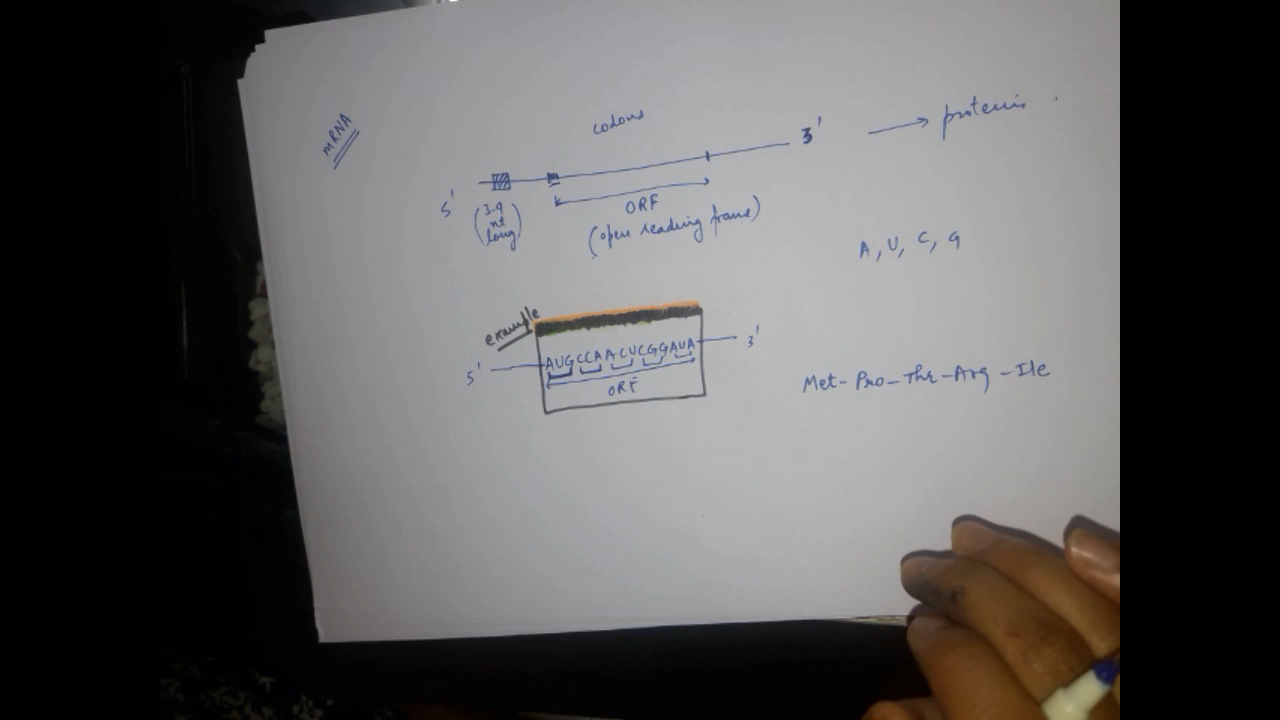 mRNA
codons
5' 3' → proteins
(3-9
nt
long)
ORF
(open reading frame)
A, U, C, G
example
5' AUGCCAACUCGGAUA 3'
ORF
Met-Pro-Thr-Arg-Ile